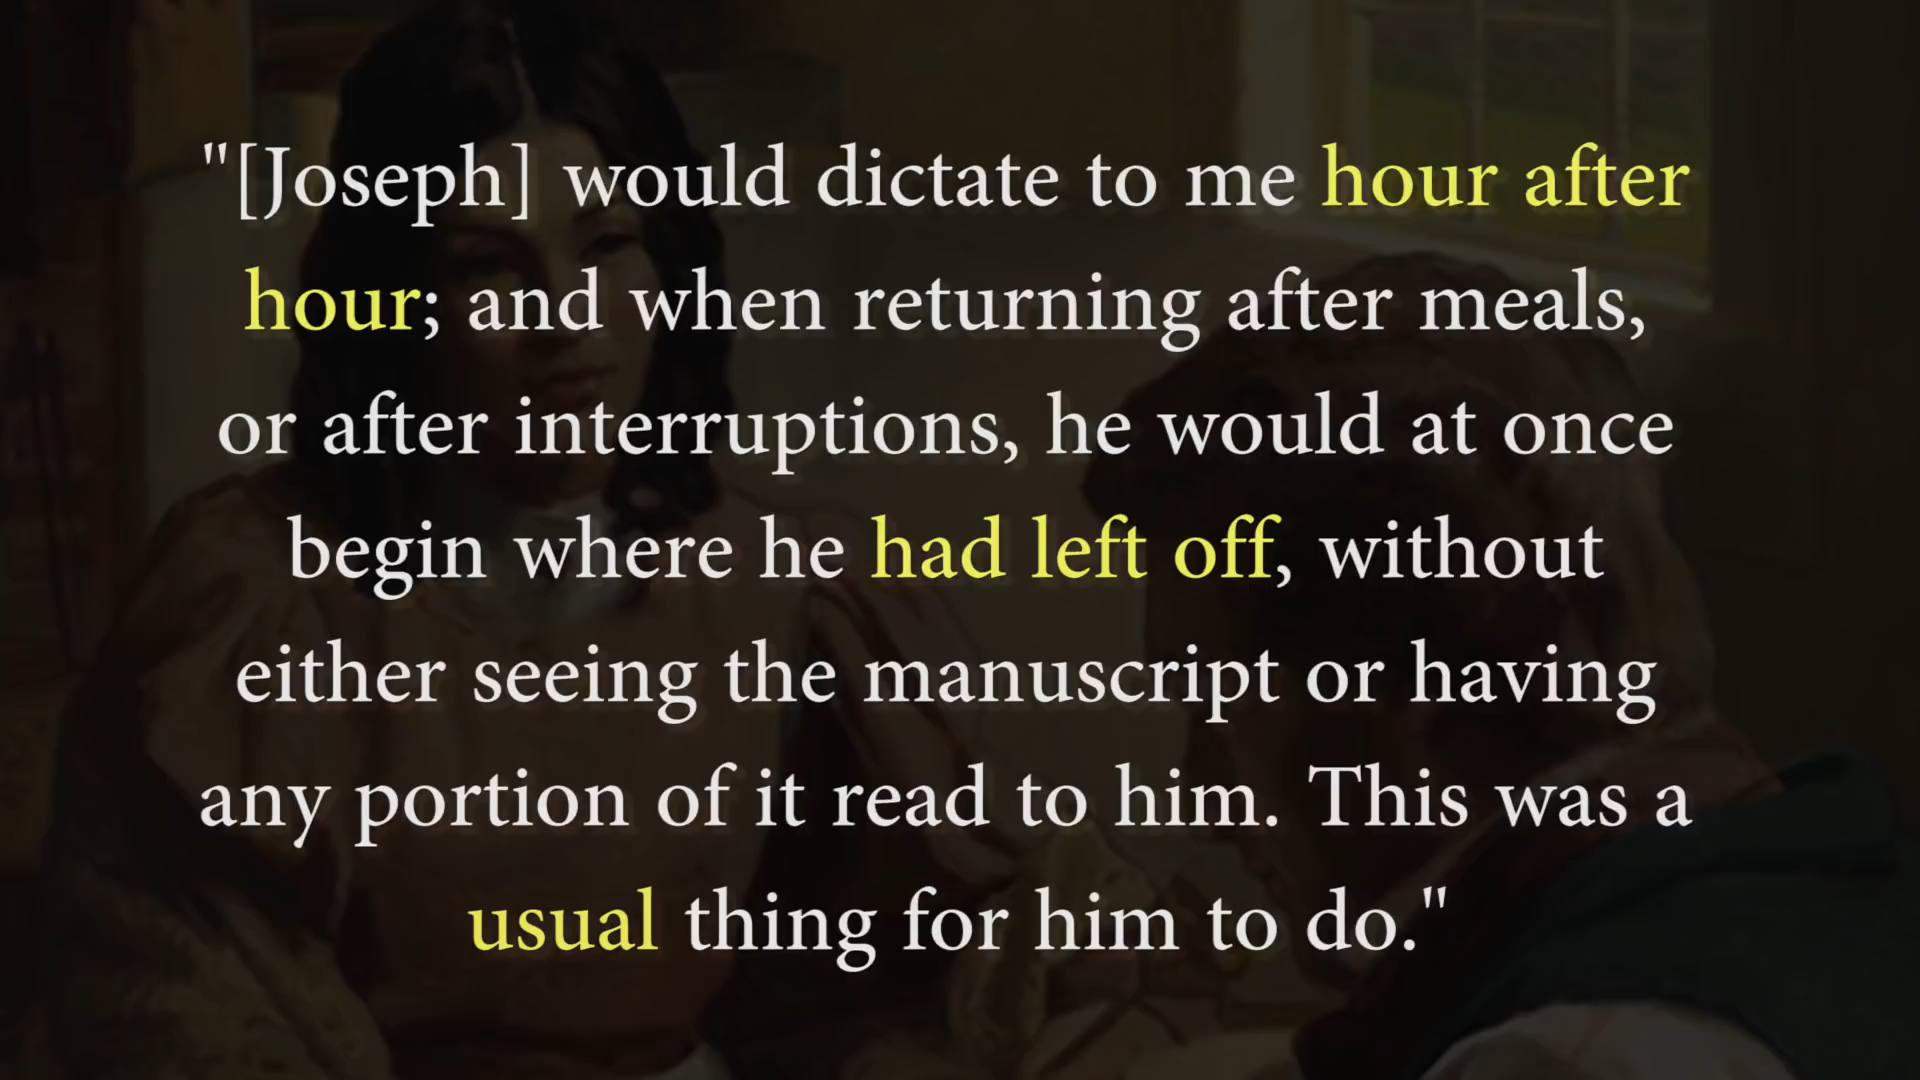 "[Joseph] would dictate to me hour after
hour; and when returning after meals,
or after interruptions, he would at once
begin where he had left off, without
either seeing the manuscript or having
any portion of it read to him. This was a
usual thing for him to do."